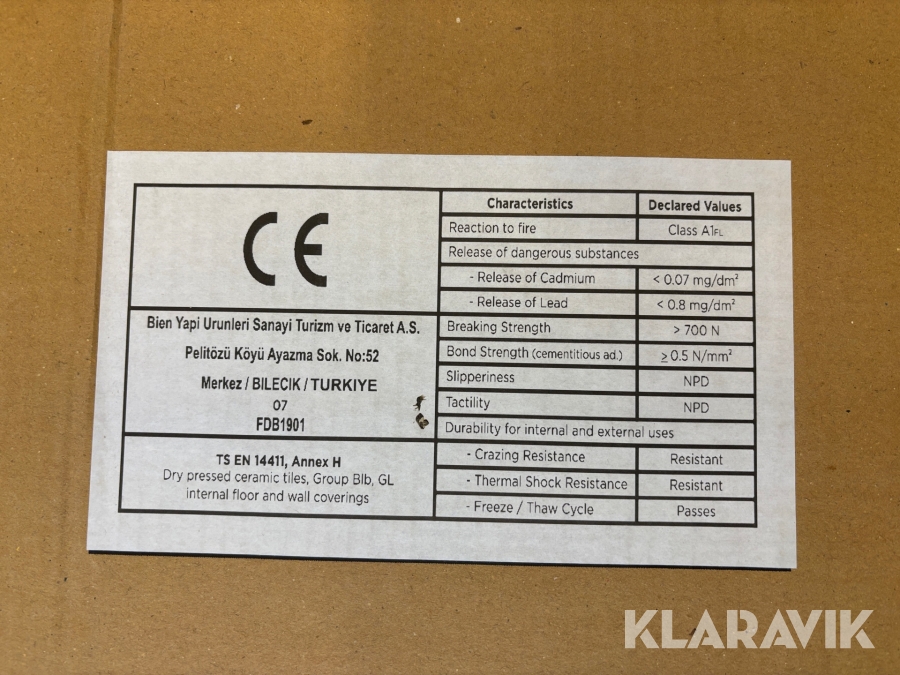 CE
Bien Yapi Urunleri Sanayi Turizm ve Ticaret A.S.
Pelitözü Köyü Ayazma Sok. No:52
Merkez / BILECIK / TURKIYE
07
FDB1901
TS EN 14411, Annex H
Dry pressed ceramic tiles, Group Blb, GL
internal floor and wall coverings
Characteristics Declared Values
Reaction to fire Class A1FL
Release of dangerous substances
- Release of Cadmium < 0.07 mg/dm²
- Release of Lead < 0.8 mg/dm²
Breaking Strength > 700 N
Bond Strength (cementitious ad.) ≥ 0.5 N/mm²
Slipperiness NPD
Tactility NPD
Durability for internal and external uses
- Crazing Resistance Resistant
- Thermal Shock Resistance Resistant
- Freeze / Thaw Cycle Passes
KLARAVIK